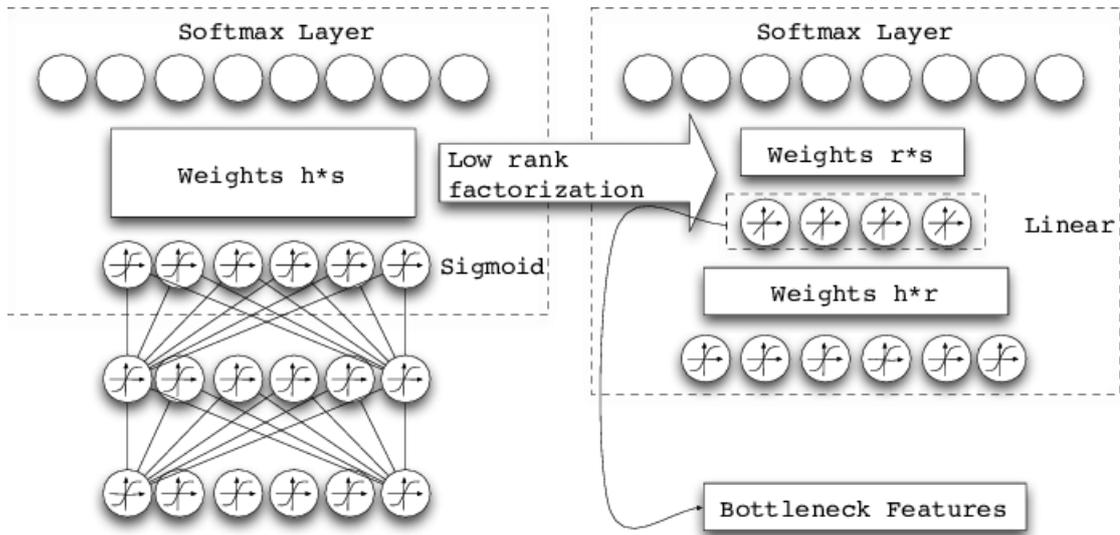 Softmax Layer
Weights h*s
Sigmoid
Low rank
factorization
Softmax Layer
Weights r*s
Linear
Weights h*r
Bottleneck Features